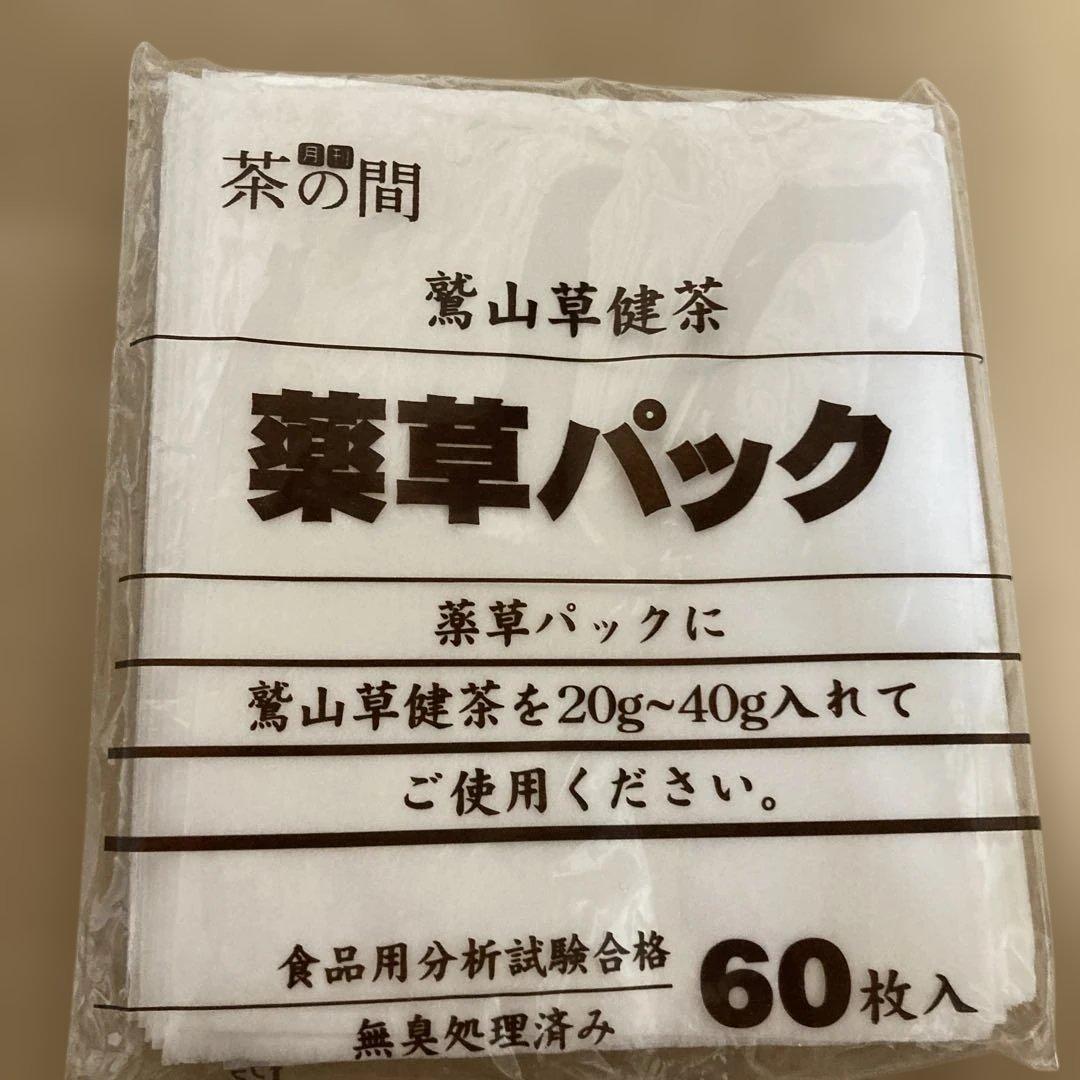 月刊
茶の間
鷲山草健茶
薬草パック
薬草パックに
鷲山草健茶を20g~40g入れて
ご使用ください。
食品用分析試験合格
無臭処理済み
60枚入